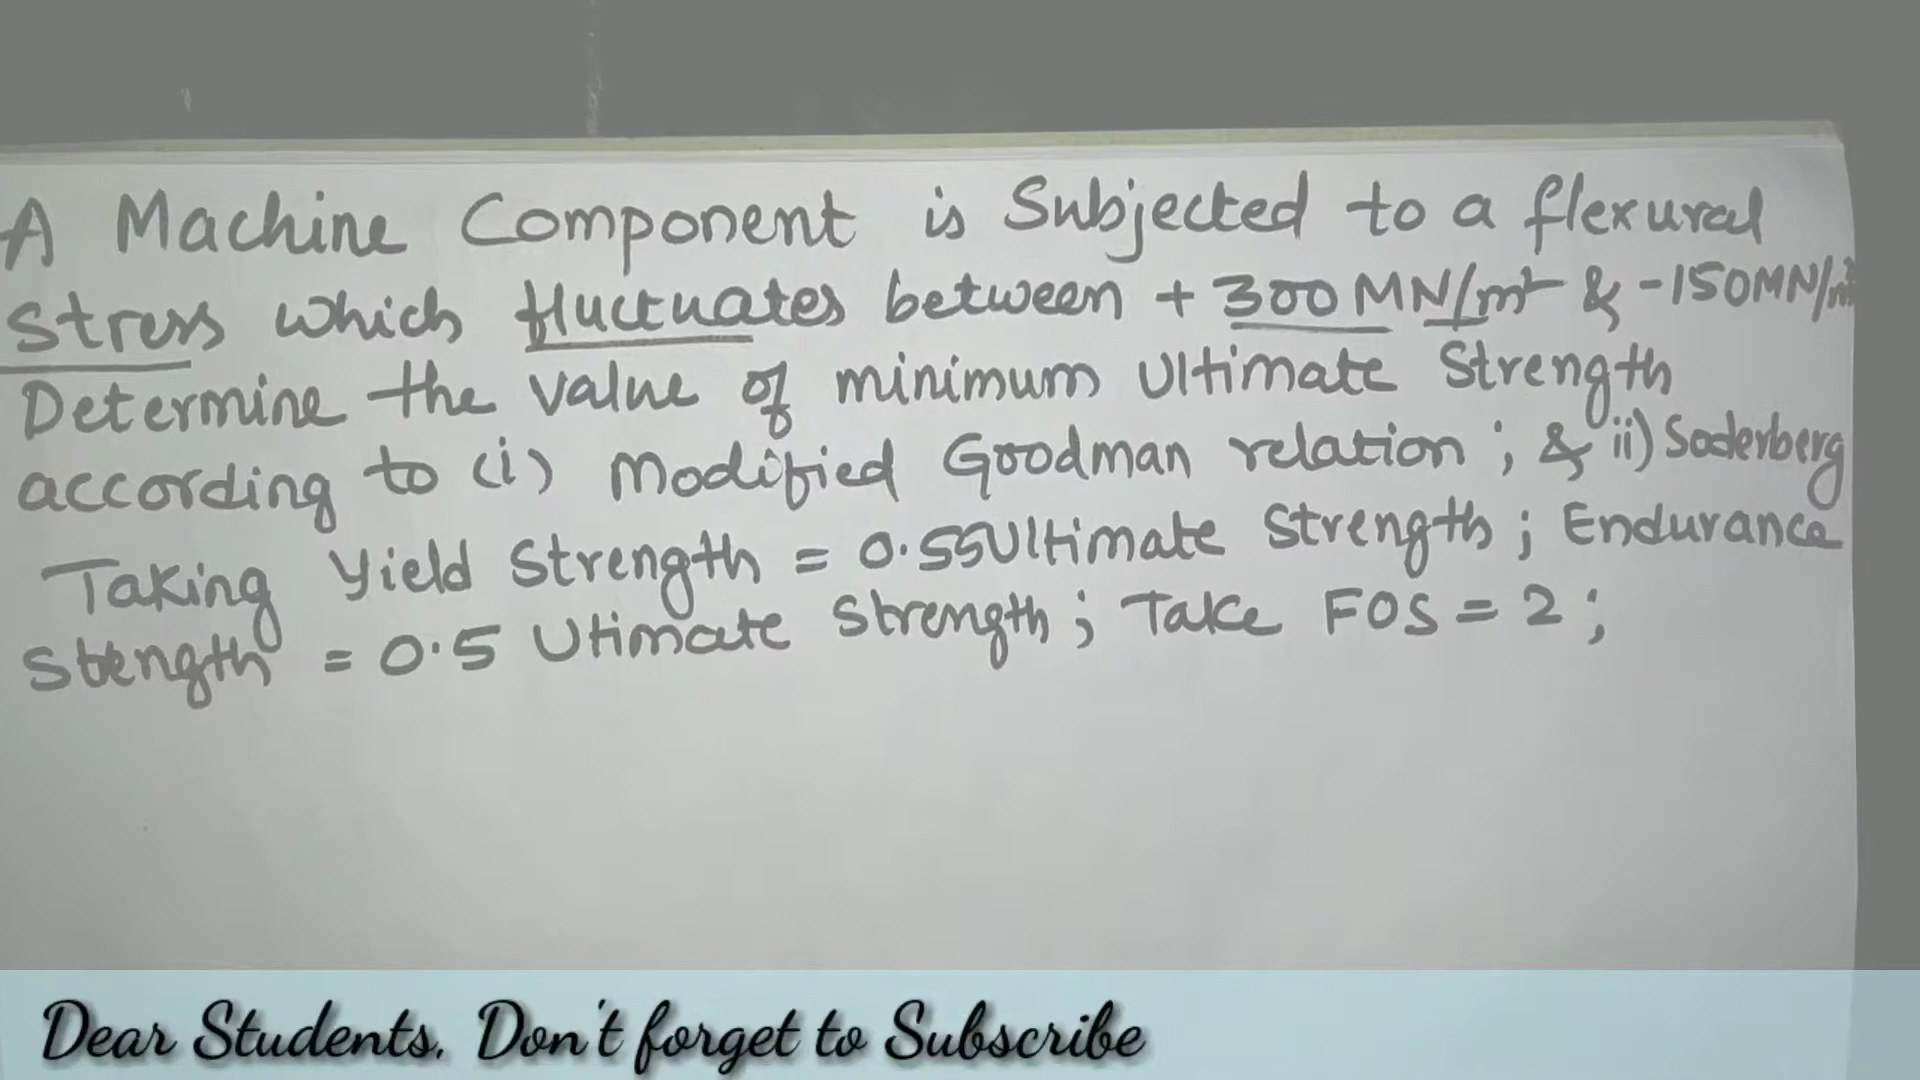 A Machine Component is Subjected to a flexural
Stress which fluctuates between + 300 MN/m² & -150MN/m²
Determine the value of minimum Ultimate Strength
according to (i) Modified Goodman relation ; & ii) Soderberg
Taking Yield Strength = 0.55Ultimate Strength ; Endurance
Stength = 0.5 Utimate Strength ; Take FOS = 2 ;
Dear Students, Don't forget to Subscribe